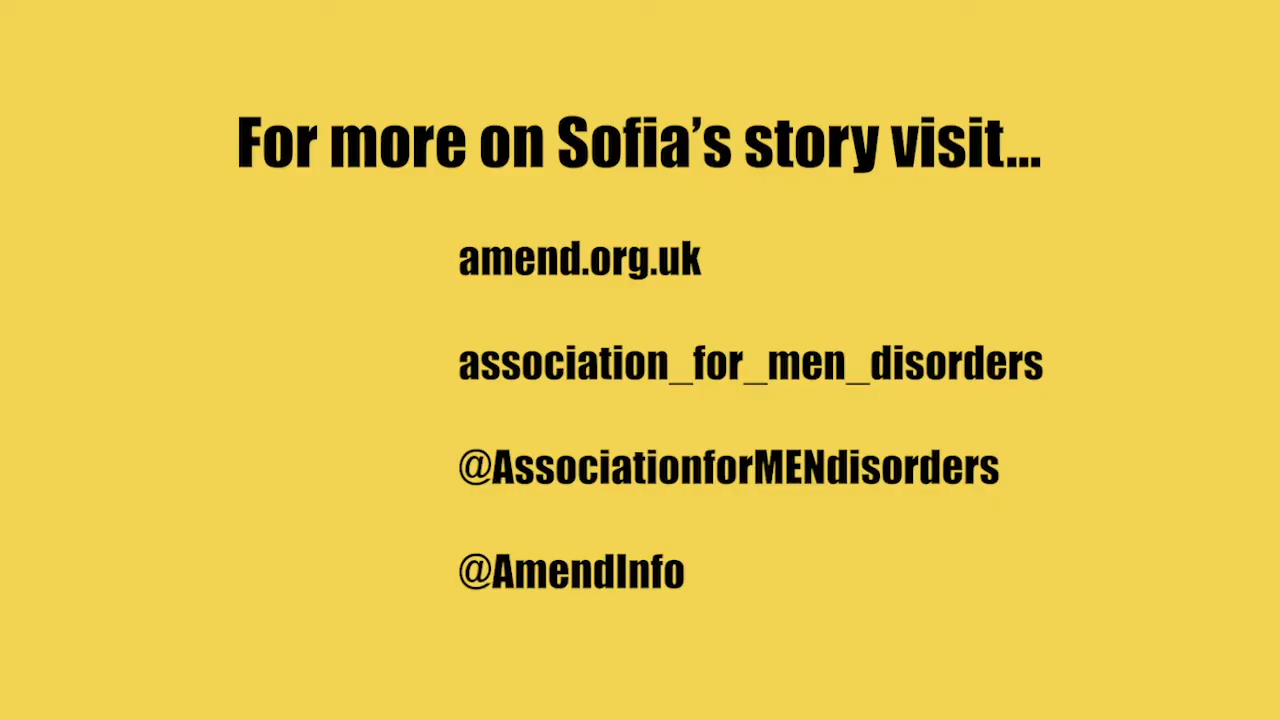 For more on Sofia’s story visit...
amend.org.uk
association_for_men_disorders
@AssociationforMENdisorders
@AmendInfo